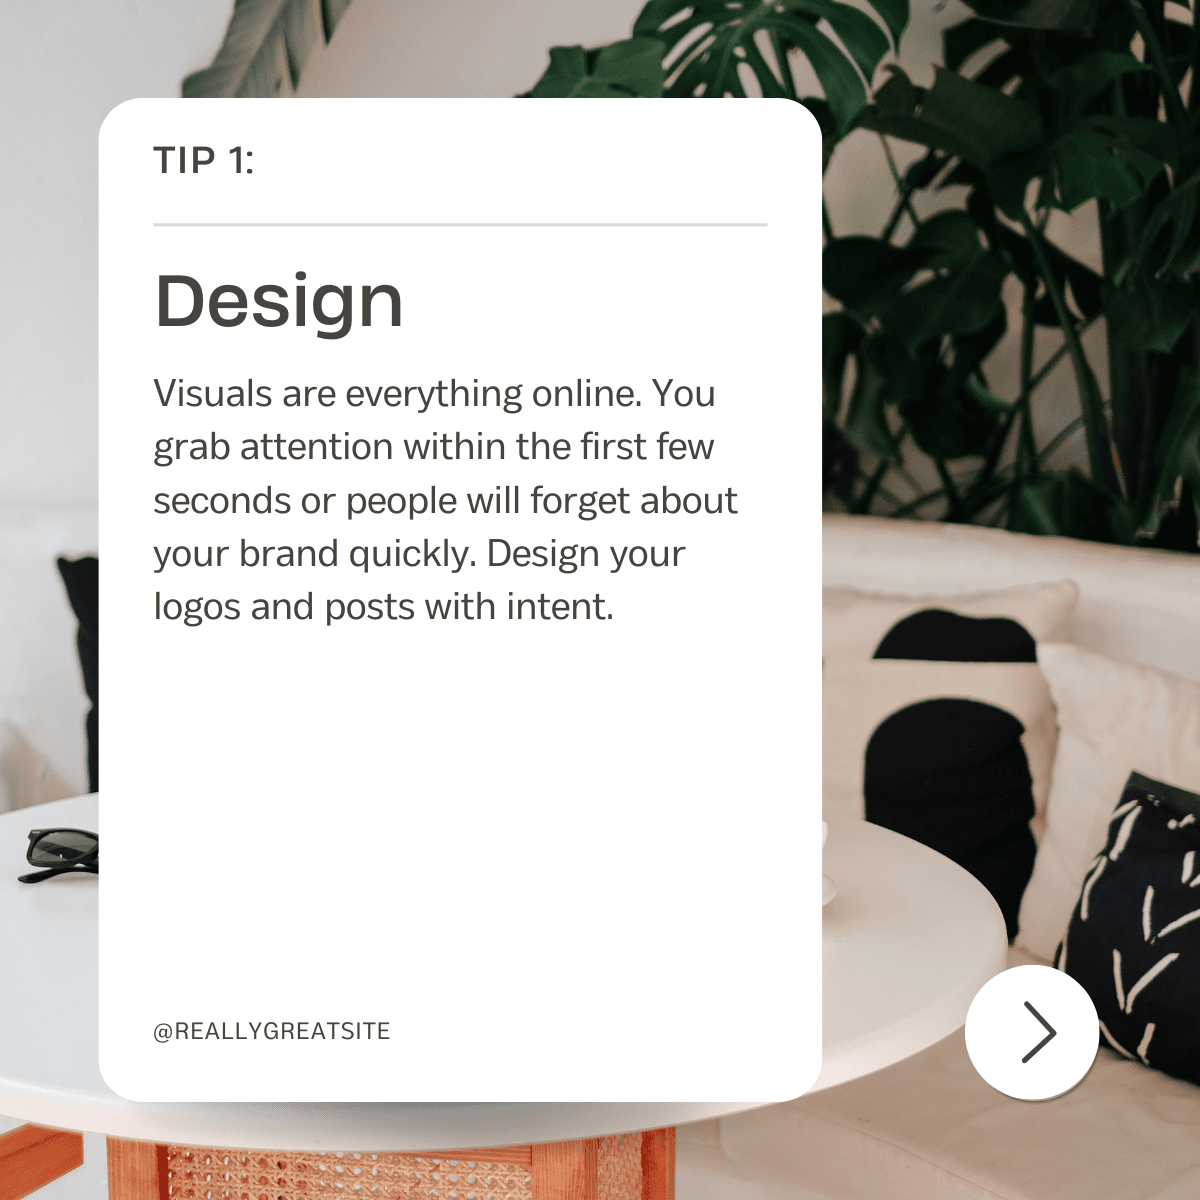 TIP 1:
Design
Visuals are everything online. You
grab attention within the first few
seconds or people will forget about
your brand quickly. Design your
logos and posts with intent.
@REALLYGREATSITE